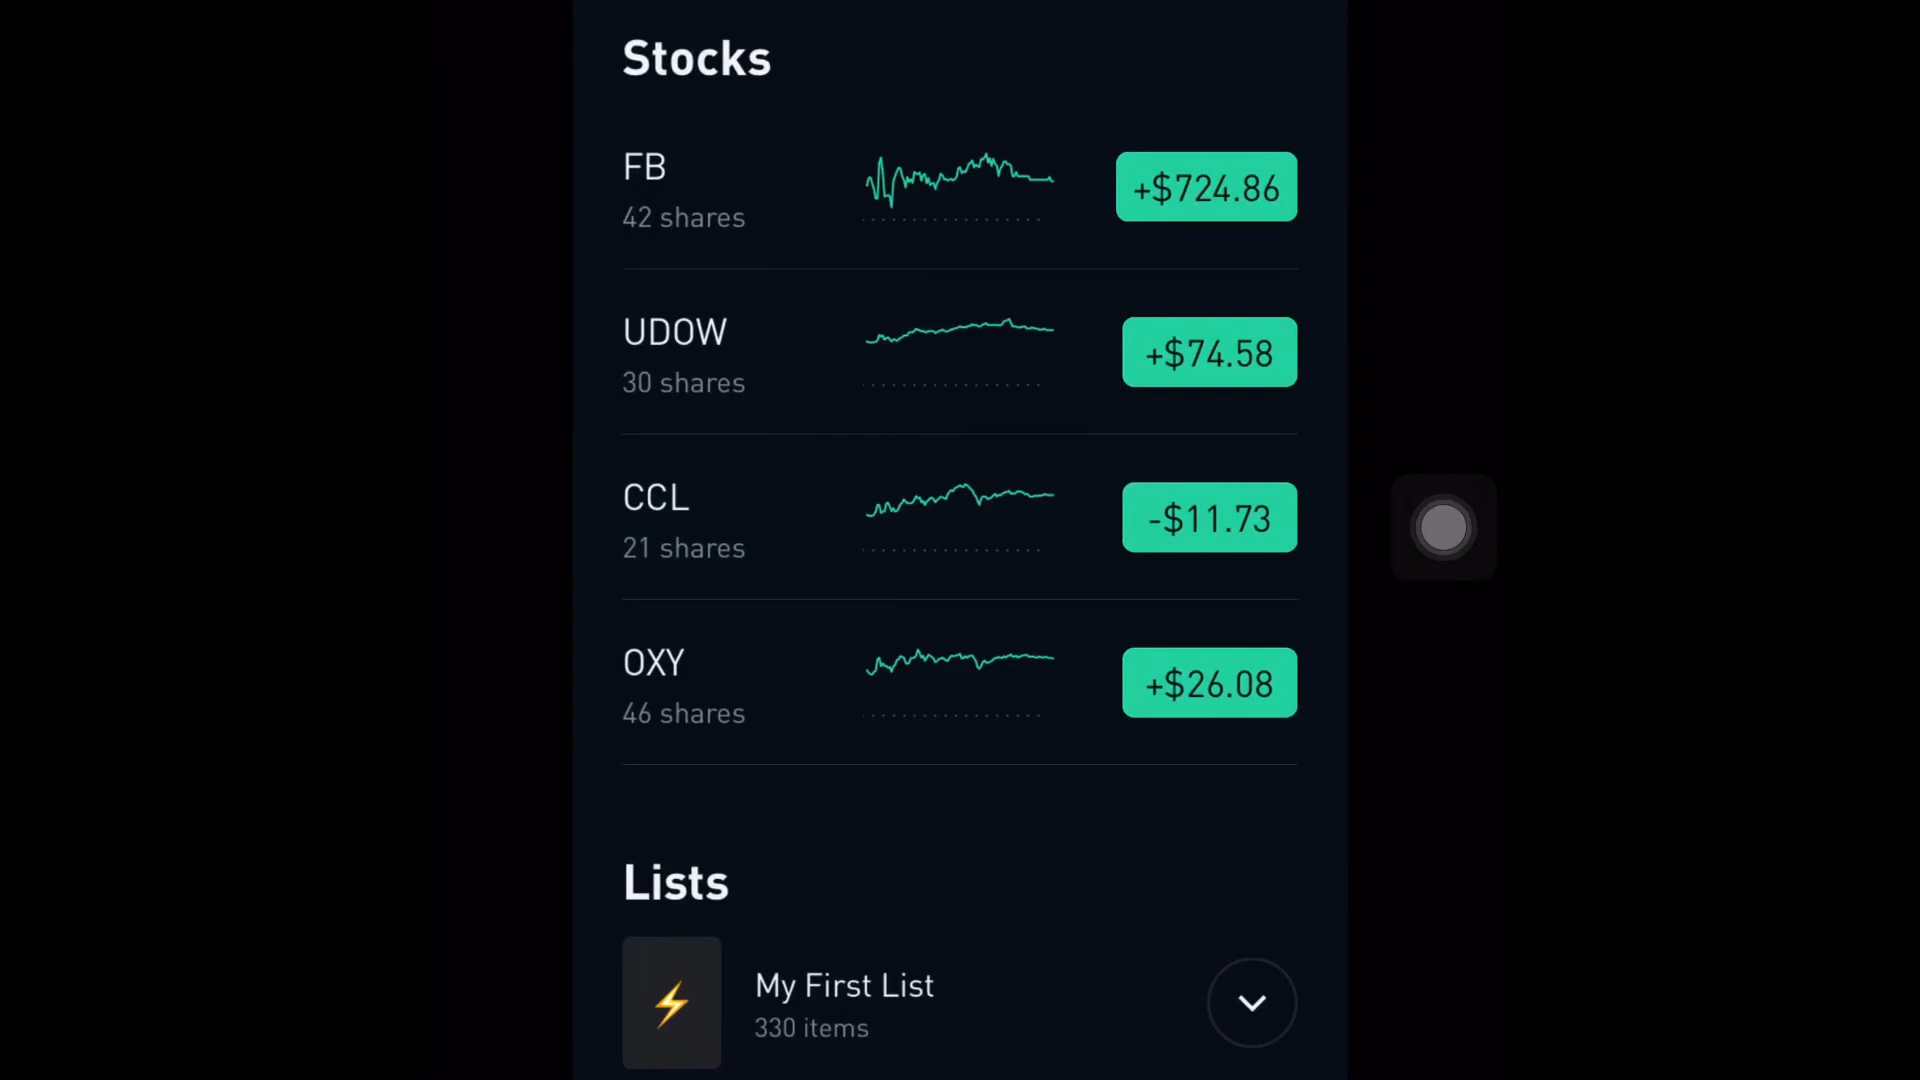 Stocks
FB
42 shares
+$724.86
UDOW
30 shares
+$74.58
CCL
21 shares
-$11.73
OXY
46 shares
+$26.08
Lists
My First List
330 items